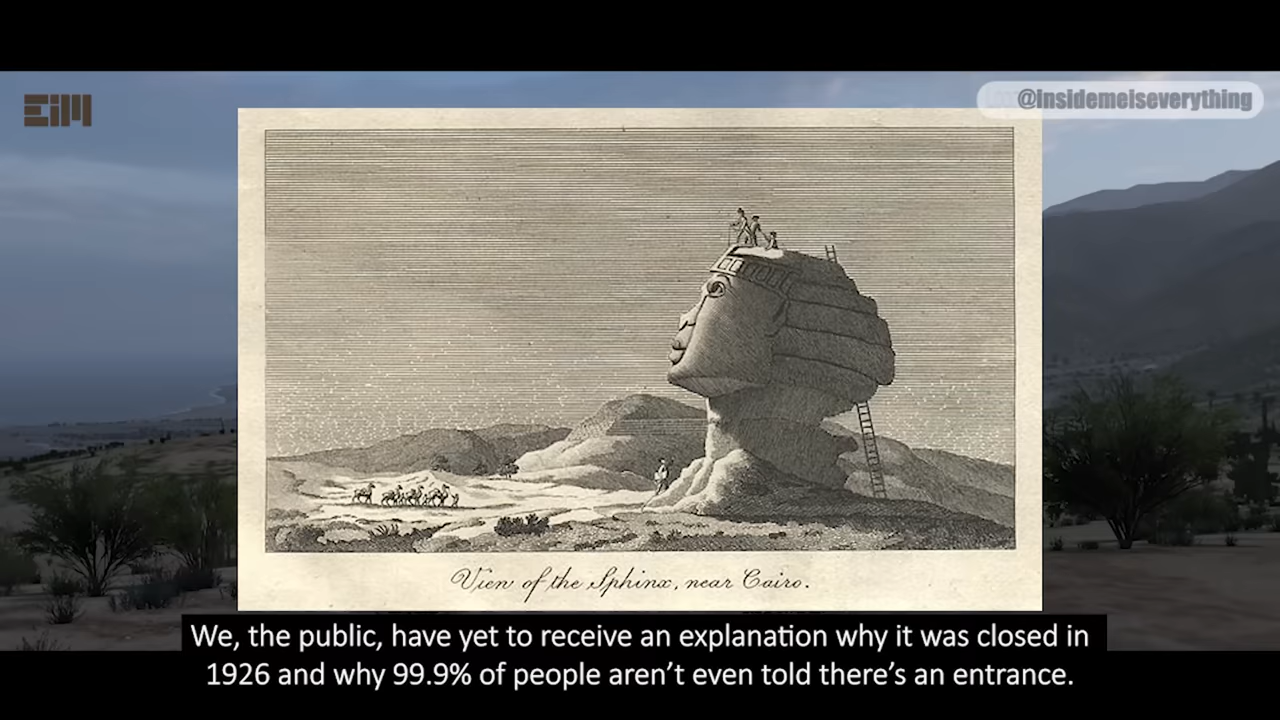 EiM
@Insidemeiseverything
View of the Sphinx, near Cairo.
We, the public, have yet to receive an explanation why it was closed in
1926 and why 99.9% of people aren't even told there's an entrance.